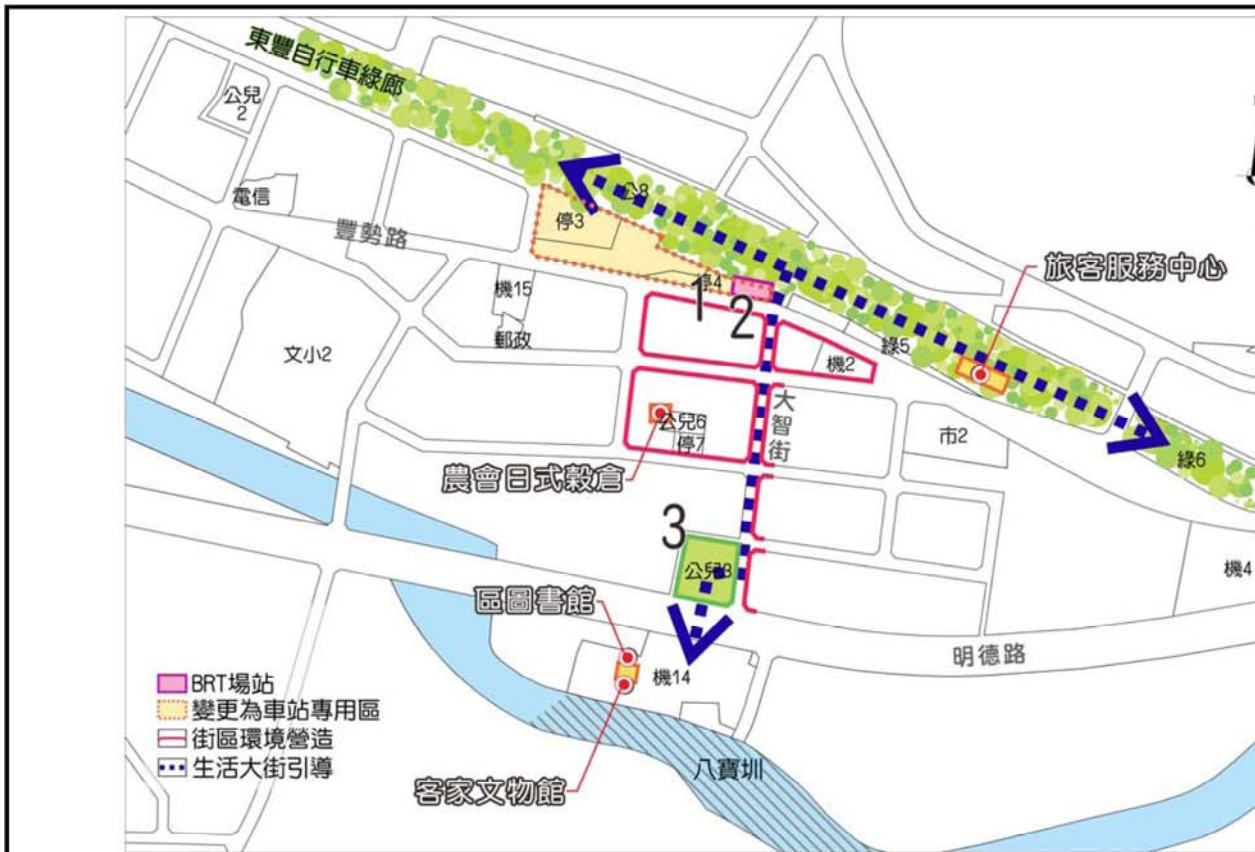 東豐自行車綠廊
公兒
2
電信
豐勢路
公8
停3
停4
旅客服務中心
機15
郵政
1
2
綠5
機2
文小2
大智街
公兒6
停7
市2
綠6
農會日式穀倉
3
公兒3
機4
區圖書館
明德路
機14
BRT場站
變更為車站專用區
街區環境營造
生活大街引導
八寶圳
客家文物館